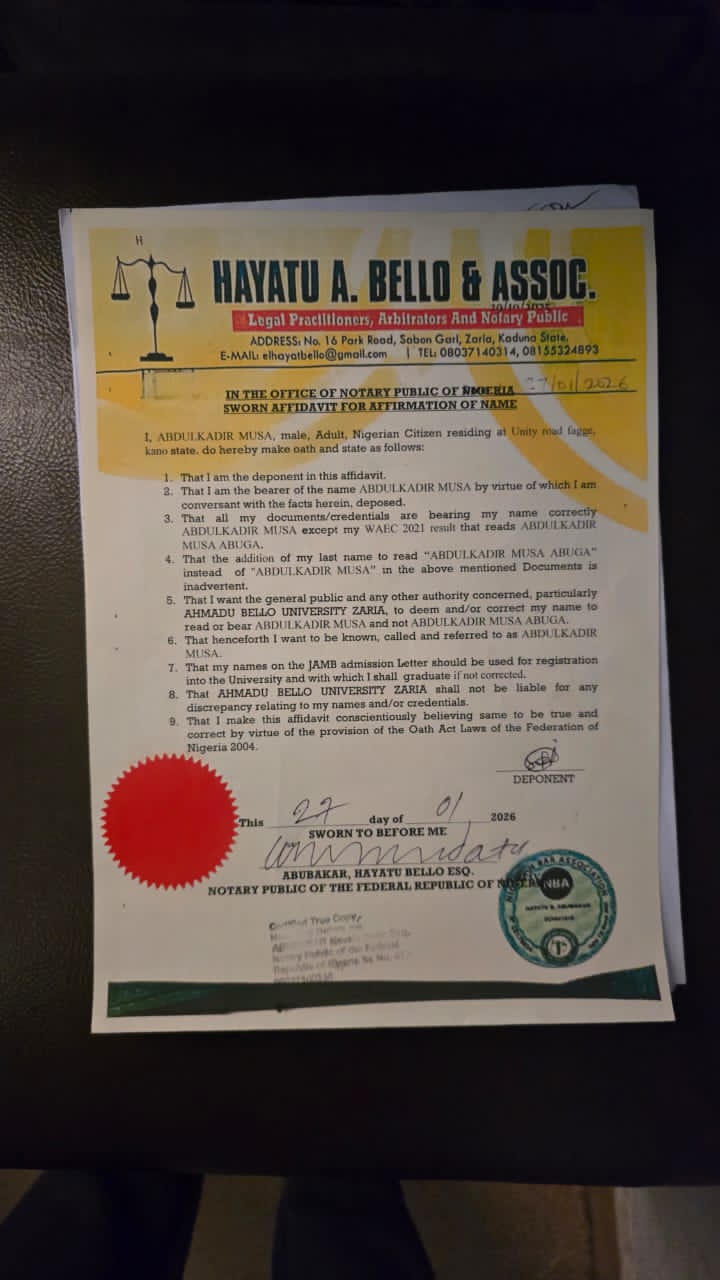 H
HAYATU A. BELLO & ASSOC.
Legal Practitioners, Arbitrators And Notary Public
ADDRESS: No. 16 Park Road, Sabon Gari, Zaria, Kaduna State.
E-MAIL: elhayatbello@gmail.com | TEL: 08037140314, 08155324893
27/01/2026
IN THE OFFICE OF NOTARY PUBLIC OF NIGERIA
SWORN AFFIDAVIT FOR AFFIRMATION OF NAME
I, ABDULKADIR MUSA, male, Adult, Nigerian Citizen residing at Unity road fagge,
kano state. do hereby make oath and state as follows:
1. That I am the deponent in this affidavit.
2. That I am the bearer of the name ABDULKADIR MUSA by virtue of which I am
conversant with the facts herein, deposed.
3. That all my documents/credentials are bearing my name correctly
ABDULKADIR MUSA except my WAEC 2021 result that reads ABDULKADIR
MUSA ABUGA.
4. That the addition of my last name to read “ABDULKADIR MUSA ABUGA”
instead of "ABDULKADIR MUSA” in the above mentioned Documents is
inadvertent.
5. That I want the general public and any other authority concerned, particularly
AHMADU BELLO UNIVERSITY ZARIA, to deem and/or correct my name to
read or bear ABDULKADIR MUSA and not ABDULKADIR MUSA ABUGA.
6. That henceforth I want to be known, called and referred to as ABDULKADIR
MUSA.
7. That my names on the JAMB admission Letter should be used for registration
into the University and with which I shall graduate if not corrected.
8. That AHMADU BELLO UNIVERSITY ZARIA shall not be liable for any
discrepancy relating to my names and/or credentials.
9. That I make this affidavit conscientiously believing same to be true and
correct by virtue of the provision of the Oath Act Laws of the Federation of
Nigeria 2004.
DEPONENT
This 27 day of 01 2026
SWORN TO BEFORE ME
ABUBAKAR, HAYATU BELLO ESQ.
NOTARY PUBLIC OF THE FEDERAL REPUBLIC OF
BAR ASSOCIATION
NBA
Certified True Copy
Notary Public of the Federal